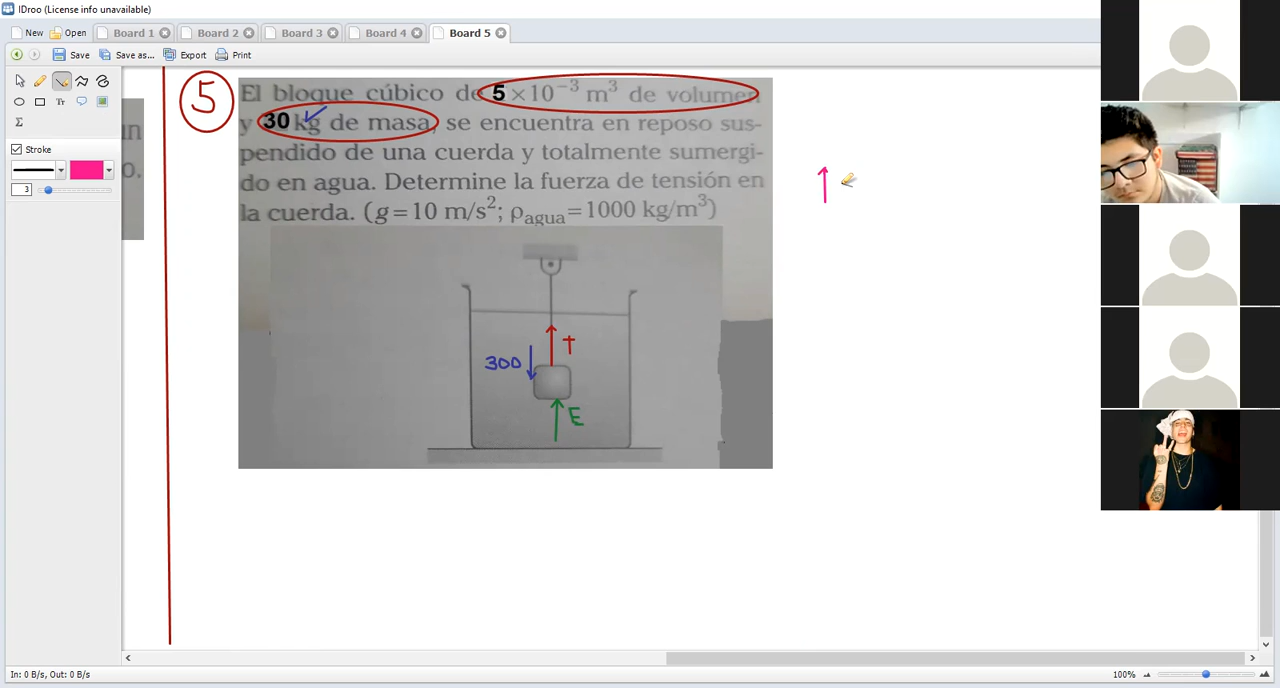 IDroo (License info unavailable)
New Open Board 1 Board 2 Board 3 Board 4 Board 5
Save Save as... Export Print
Tr
Σ
Stroke
3
5
El bloque cúbico de 5 ×10⁻³ m³ de volumen
y 30 kg de masa, se encuentra en reposo sus-
pendido de una cuerda y totalmente sumergi-
do en agua. Determine la fuerza de tensión en
la cuerda. (g=10 m/s²; ρagua=1000 kg/m³)
o.
T
300
E
In: 0 B/s, Out: 0 B/s
100%